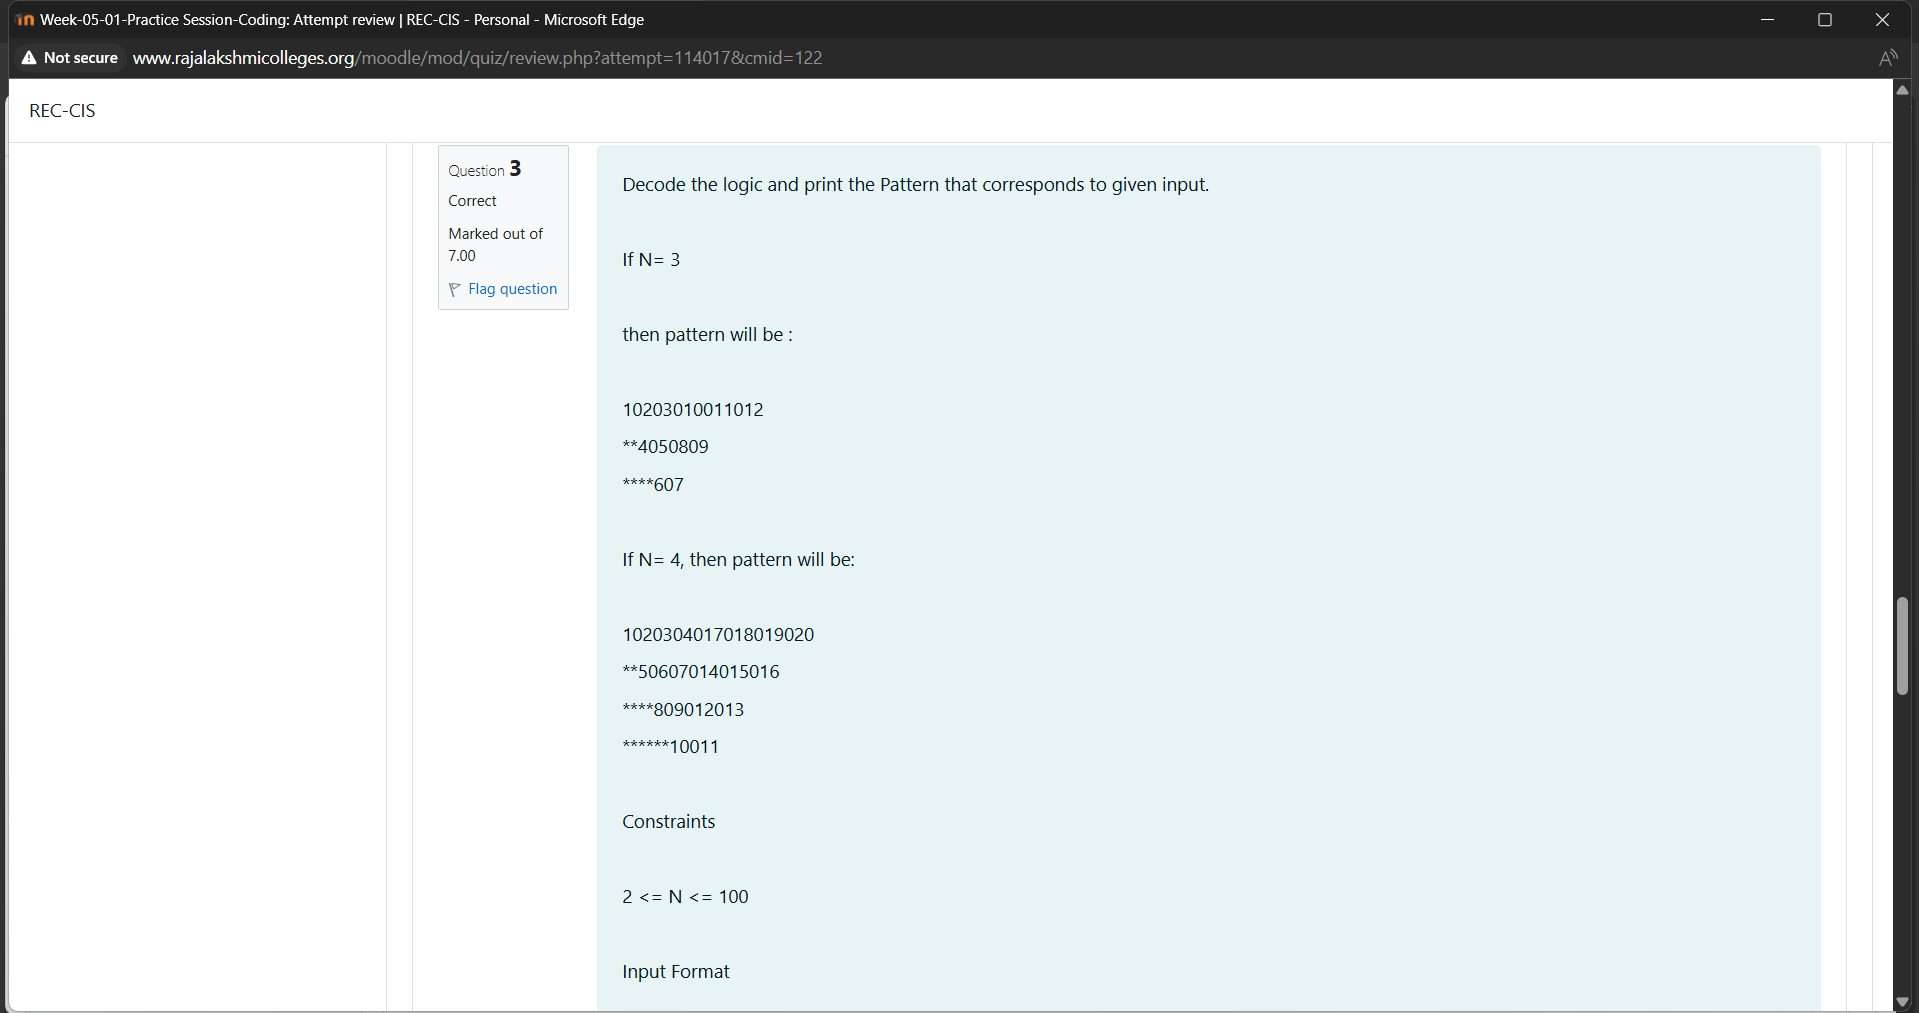 Week-05-01-Practice Session-Coding: Attempt review | REC-CIS - Personal - Microsoft Edge
Not secure www.rajalakshmicolleges.org/moodle/mod/quiz/review.php?attempt=114017&cmid=122
REC-CIS
Question 3
Correct
Marked out of
7.00
Flag question
Decode the logic and print the Pattern that corresponds to given input.
If N= 3
then pattern will be :
10203010011012
**4050809
****607
If N= 4, then pattern will be:
1020304017018019020
**50607014015016
****809012013
******10011
Constraints
2 <= N <= 100
Input Format